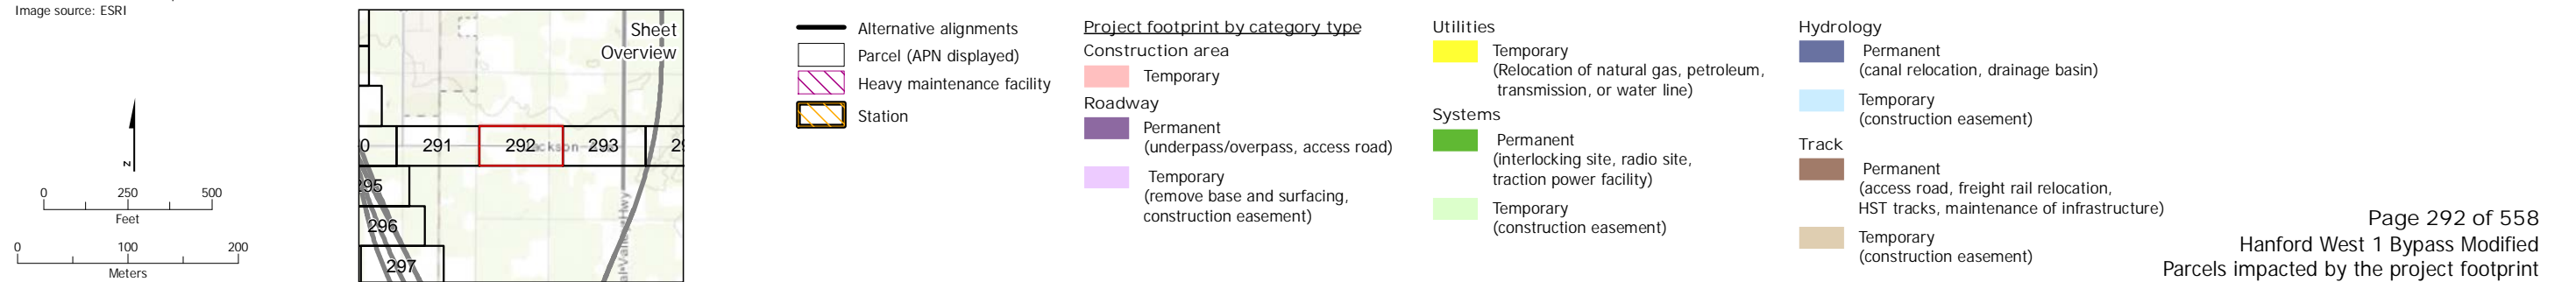 Image source: ESRI
N
0 250 500
Feet
0 100 200
Meters
Sheet
Overview
291
292
293
296
297
Alternative alignments
Parcel (APN displayed)
Heavy maintenance facility
Station
Project footprint by category type
Construction area
Temporary
Roadway
Permanent
(underpass/overpass, access road)
Temporary
(remove base and surfacing,
construction easement)
Utilities
Temporary
(Relocation of natural gas, petroleum,
transmission, or water line)
Systems
Permanent
(interlocking site, radio site,
traction power facility)
Temporary
(construction easement)
Hydrology
Permanent
(canal relocation, drainage basin)
Temporary
(construction easement)
Track
Permanent
(access road, freight rail relocation,
HST tracks, maintenance of infrastructure)
Temporary
(construction easement)
Page 292 of 558
Hanford West 1 Bypass Modified
Parcels impacted by the project footprint